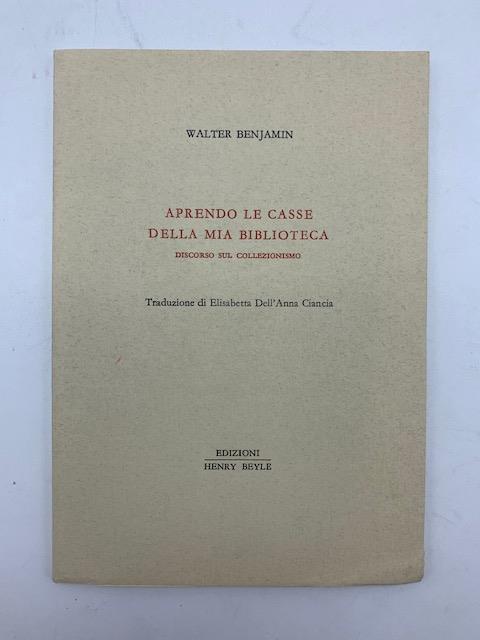 WALTER BENJAMIN
APRENDO LE CASSE
DELLA MIA BIBLIOTECA
DISCORSO SUL COLLEZIONISMO
Traduzione di Elisabetta Dell'Anna Ciancia
EDIZIONI
HENRY BEYLE